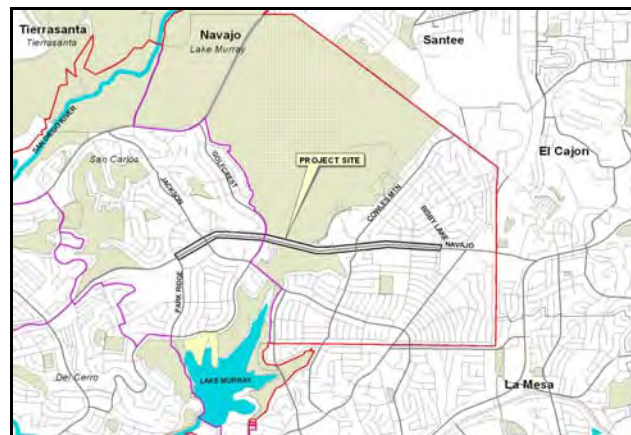 Tierrasanta
Tierrasanta
Navajo
Lake Murray
Santee
SAN DIEGO RIVER
El Cajon
San Carlos
GOLFCREST
PROJECT SITE
JACKSON
COWLES MTN
BISBY LAKE
NAVAJO
PARK RIDGE
Del Cerro
LAKE MURRAY
La Mesa